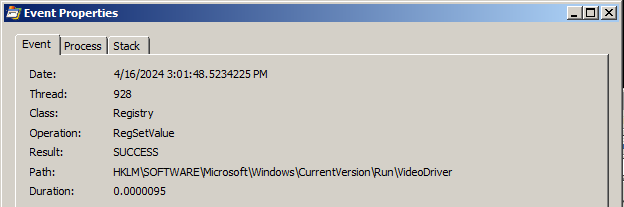 Event Properties
Event Process Stack
Date: 4/16/2024 3:01:48.5234225 PM
Thread: 928
Class: Registry
Operation: RegSetValue
Result: SUCCESS
Path: HKLM\SOFTWARE\Microsoft\Windows\CurrentVersion\Run\VideoDriver
Duration: 0.0000095